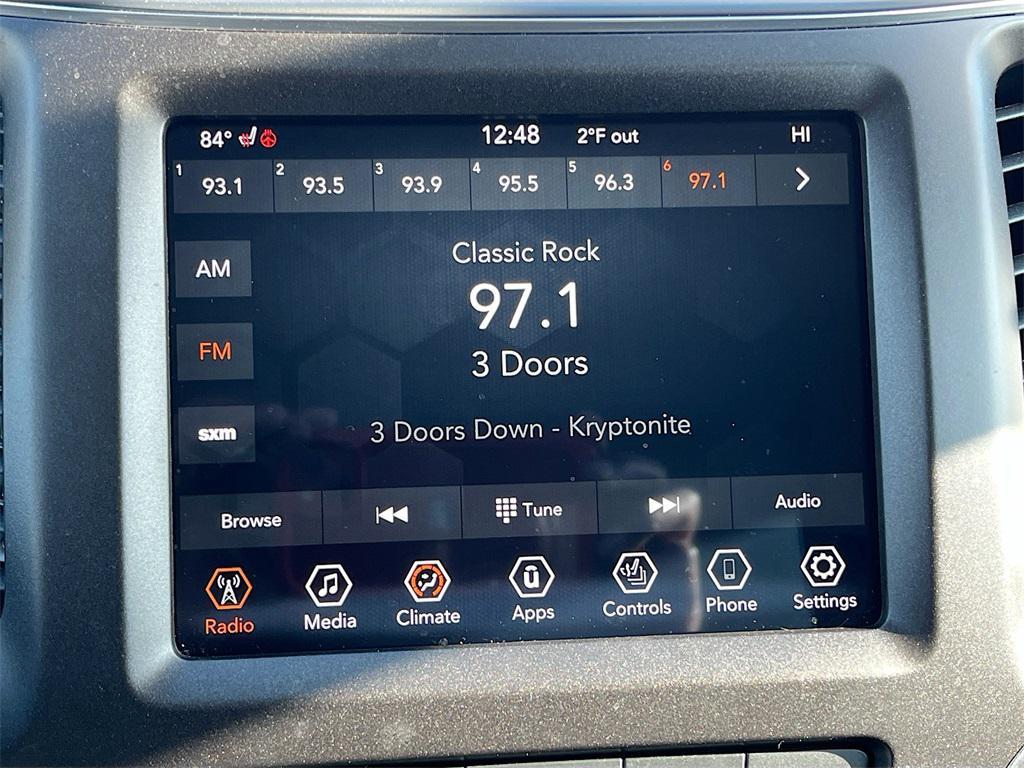 84° 12:48 2°F out HI
1 93.1 2 93.5 3 93.9 4 95.5 5 96.3 6 97.1
Classic Rock
AM
97.1
FM
3 Doors
sxm
3 Doors Down - Kryptonite
Browse Tune Audio
Radio Media Climate Apps Controls Phone Settings